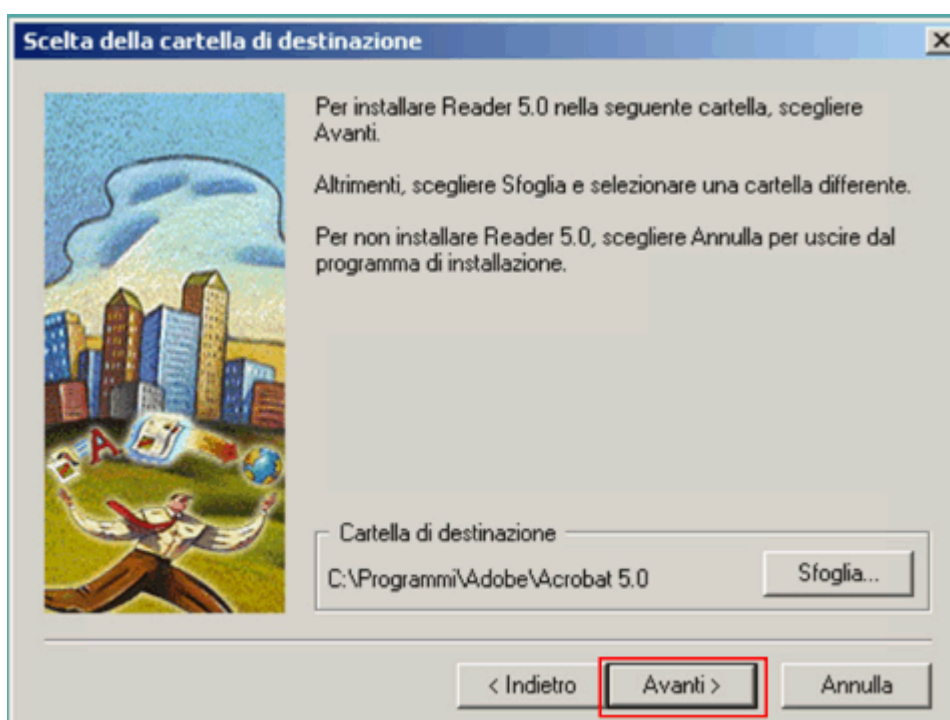 Scelta della cartella di destinazione
Per installare Reader 5.0 nella seguente cartella, scegliere
Avanti.
Altrimenti, scegliere Sfoglia e selezionare una cartella differente.
Per non installare Reader 5.0, scegliere Annulla per uscire dal
programma di installazione.
A
Cartella di destinazione
C:\Programmi\Adobe\Acrobat 5.0
Sfoglia...
< Indietro
Avanti >
Annulla